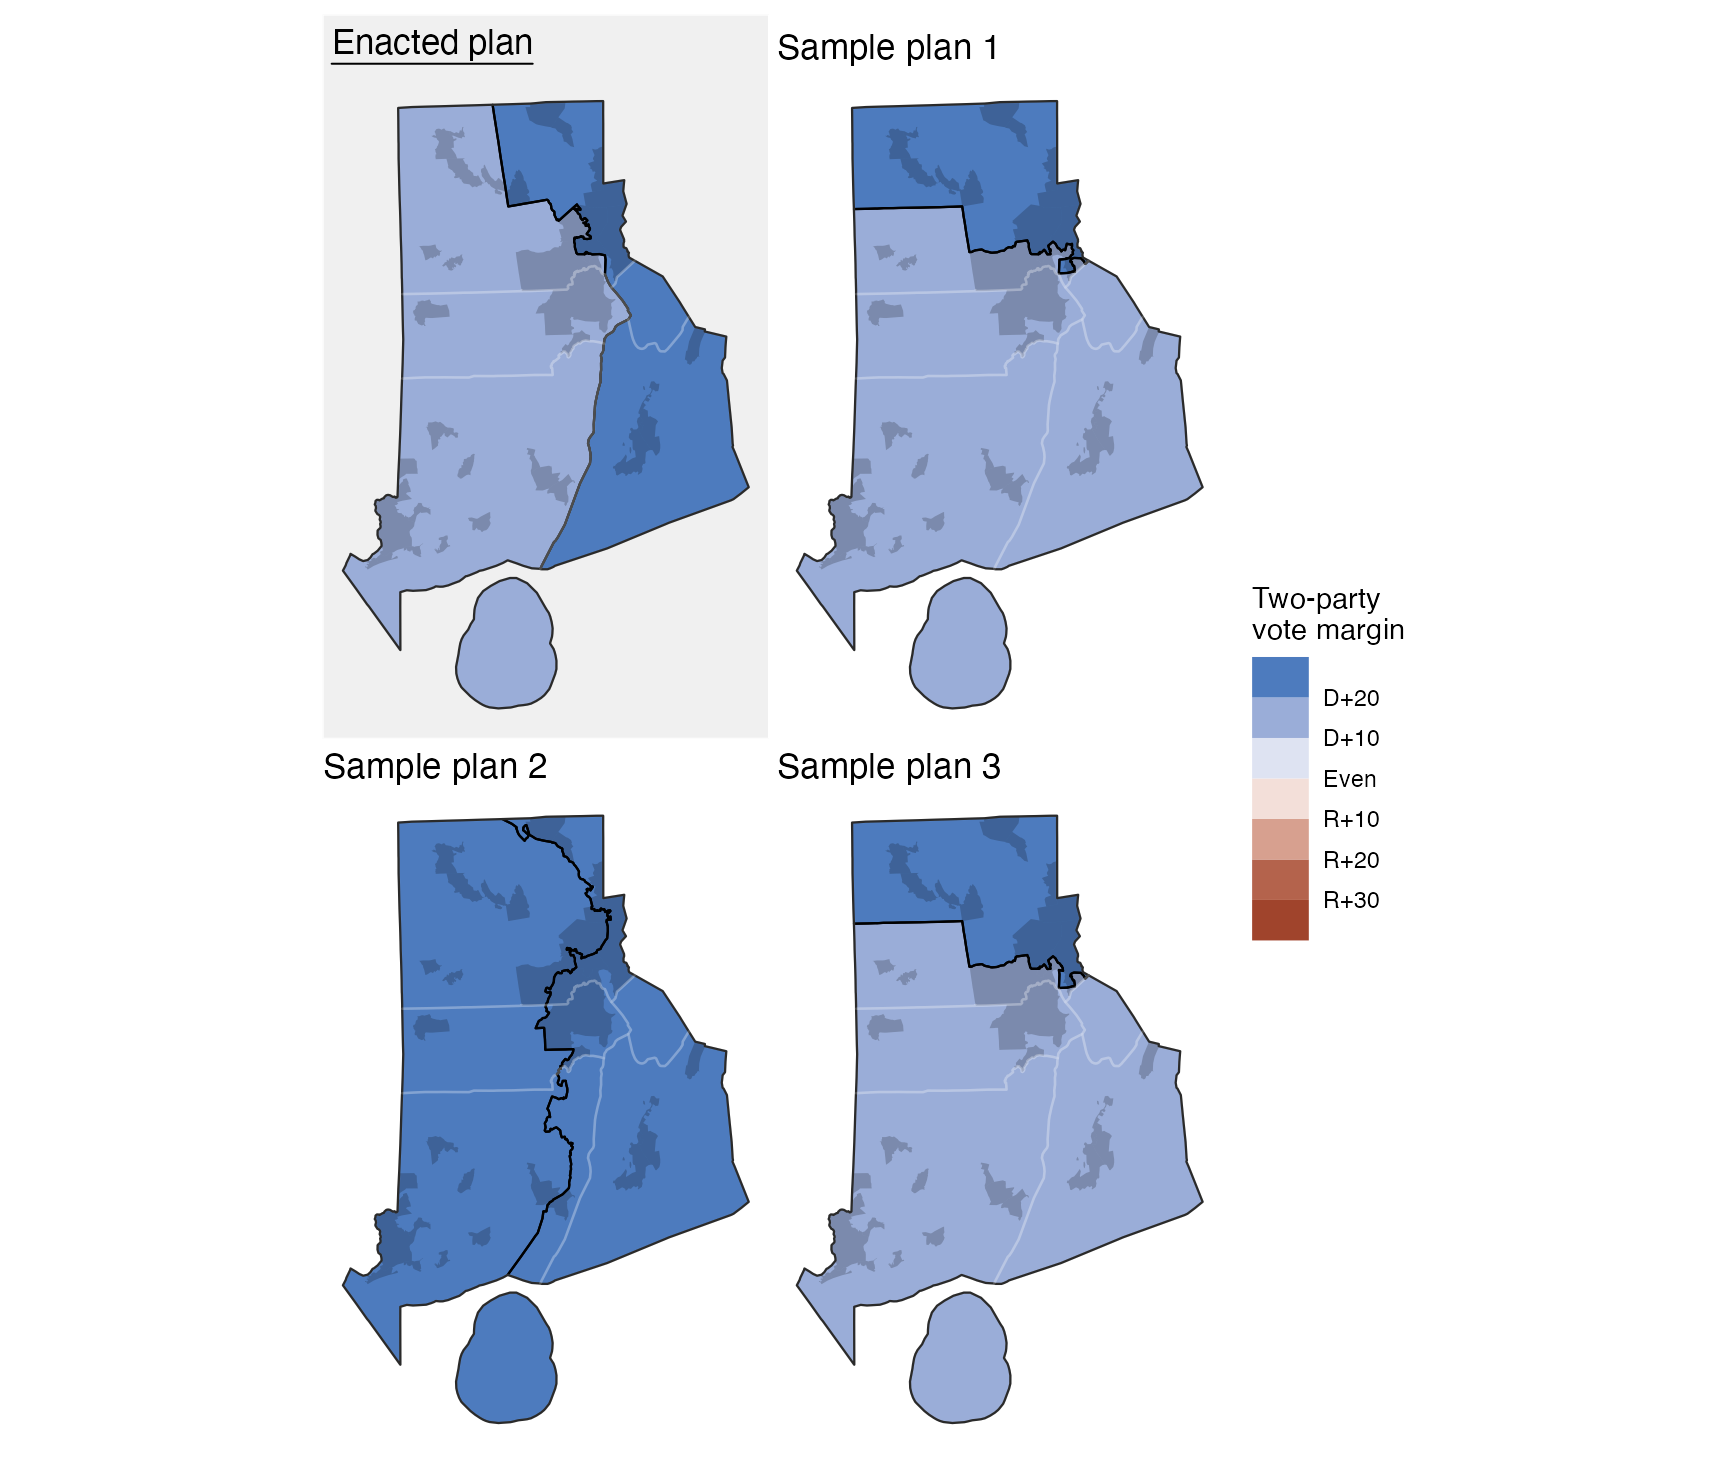 Enacted plan
Sample plan 1
Sample plan 2
Sample plan 3
Two-party
vote margin
D+20
D+10
Even
R+10
R+20
R+30